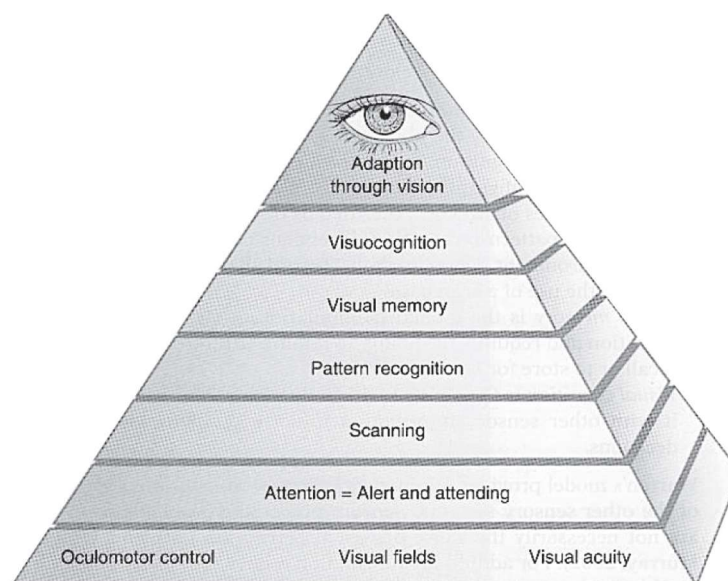 Adaption
through vision
Visuocognition
Visual memory
Pattern recognition
Scanning
Attention = Alert and attending
Oculomotor control Visual fields Visual acuity